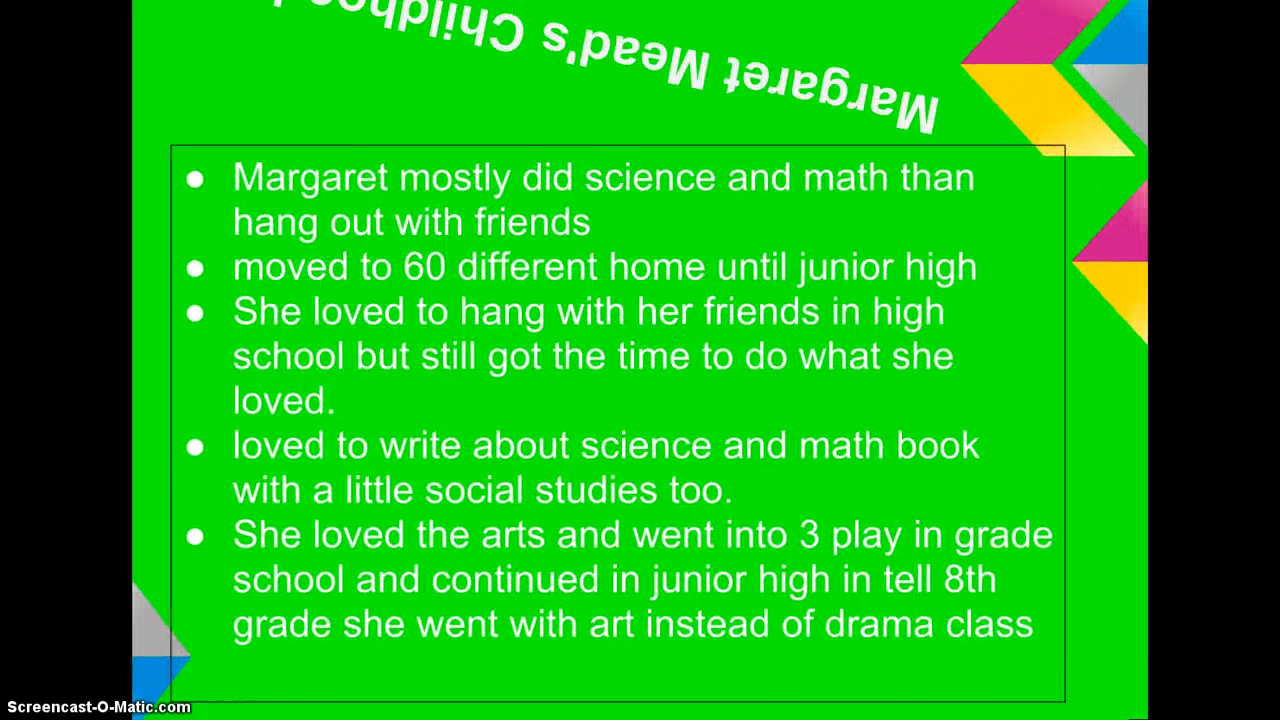 Margaret Mead's Childhood
● Margaret mostly did science and math than
hang out with friends
● moved to 60 different home until junior high
● She loved to hang with her friends in high
school but still got the time to do what she
loved.
● loved to write about science and math book
with a little social studies too.
● She loved the arts and went into 3 play in grade
school and continued in junior high in tell 8th
grade she went with art instead of drama class
Screencast-O-Matic.com